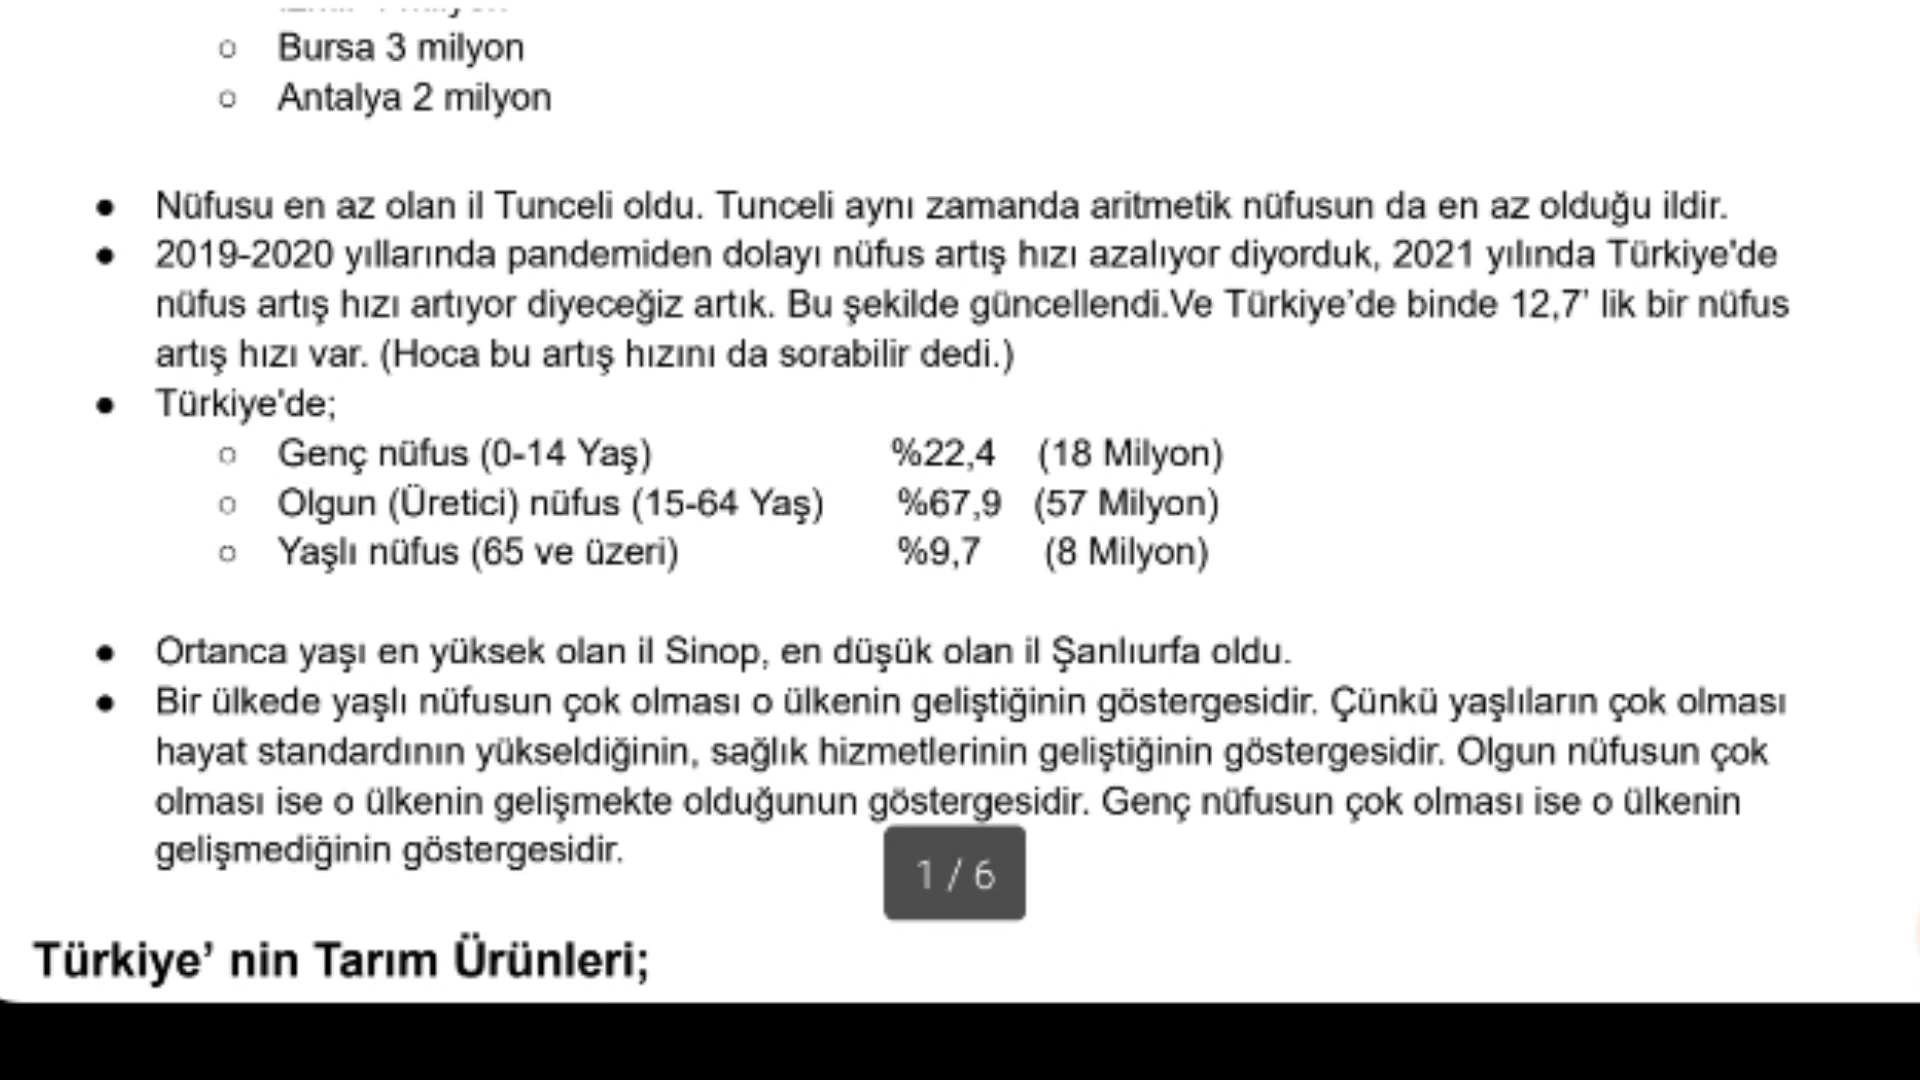 ○ Bursa 3 milyon
○ Antalya 2 milyon
● Nüfusu en az olan il Tunceli oldu. Tunceli aynı zamanda aritmetik nüfusun da en az olduğu ildir.
● 2019-2020 yıllarında pandemiden dolayı nüfus artış hızı azalıyor diyorduk, 2021 yılında Türkiye'de
nüfus artış hızı artıyor diyeceğiz artık. Bu şekilde güncellendi.Ve Türkiye’de binde 12,7’ lik bir nüfus
artış hızı var. (Hoca bu artış hızını da sorabilir dedi.)
● Türkiye'de;
○ Genç nüfus (0-14 Yaş) %22,4 (18 Milyon)
○ Olgun (Üretici) nüfus (15-64 Yaş) %67,9 (57 Milyon)
○ Yaşlı nüfus (65 ve üzeri) %9,7 (8 Milyon)
● Ortanca yaşı en yüksek olan il Sinop, en düşük olan il Şanlıurfa oldu.
● Bir ülkede yaşlı nüfusun çok olması o ülkenin geliştiğinin göstergesidir. Çünkü yaşlıların çok olması
hayat standardının yükseldiğinin, sağlık hizmetlerinin geliştiğinin göstergesidir. Olgun nüfusun çok
olması ise o ülkenin gelişmekte olduğunun göstergesidir. Genç nüfusun çok olması ise o ülkenin
gelişmediğinin göstergesidir.
1 / 6
Türkiye’ nin Tarım Ürünleri;